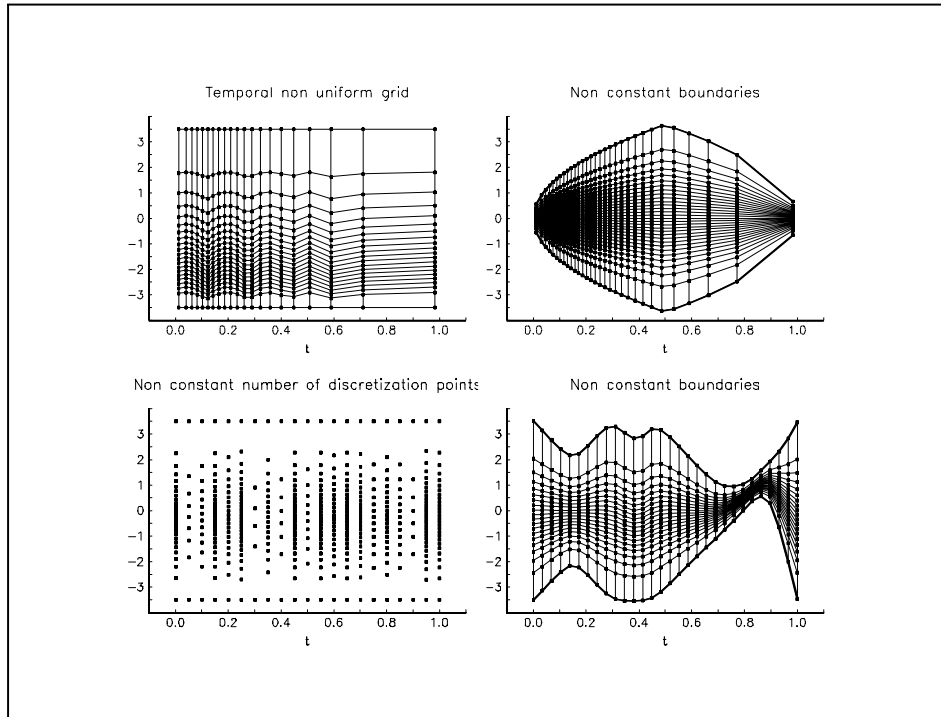 Temporal non uniform grid
3
2
1
0
−1
−2
−3
0.0 0.2 0.4 0.6 0.8 1.0
t
Non constant boundaries
3
2
1
0
−1
−2
−3
0.0 0.2 0.4 0.6 0.8 1.0
t
Non constant number of discretization points
3
2
1
0
−1
−2
−3
0.0 0.2 0.4 0.6 0.8 1.0
t
Non constant boundaries
3
2
1
0
−1
−2
−3
0.0 0.2 0.4 0.6 0.8 1.0
t